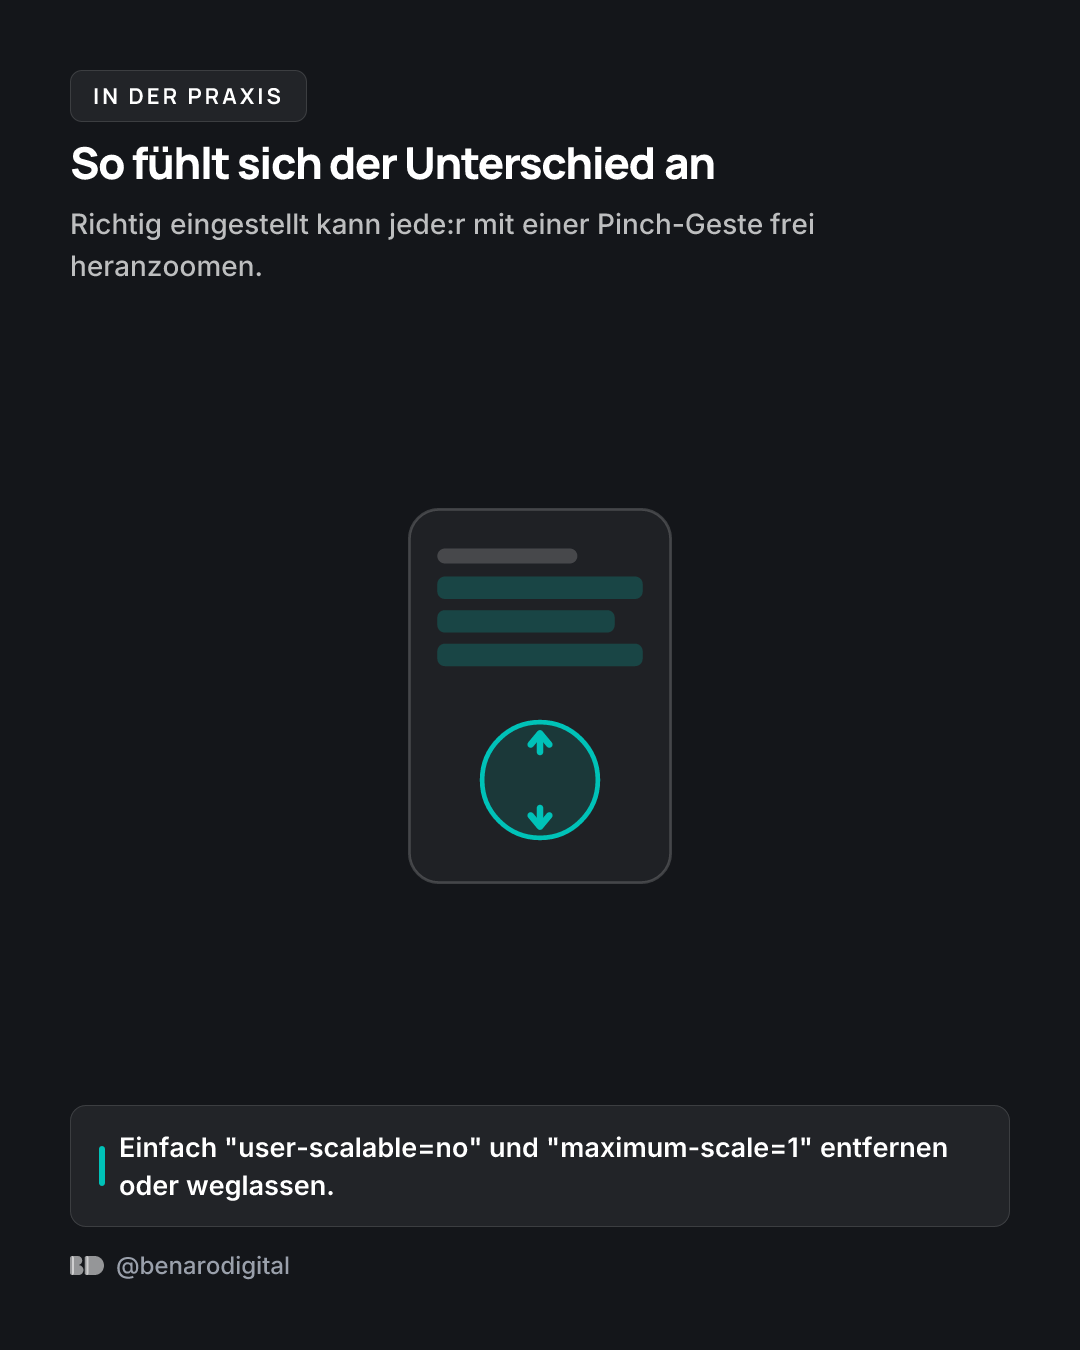 IN DER PRAXIS
So fühlt sich der Unterschied an
Richtig eingestellt kann jede:r mit einer Pinch-Geste frei
heranzoomen.
Einfach "user-scalable=no" und "maximum-scale=1" entfernen
oder weglassen.
BD @benarodigital